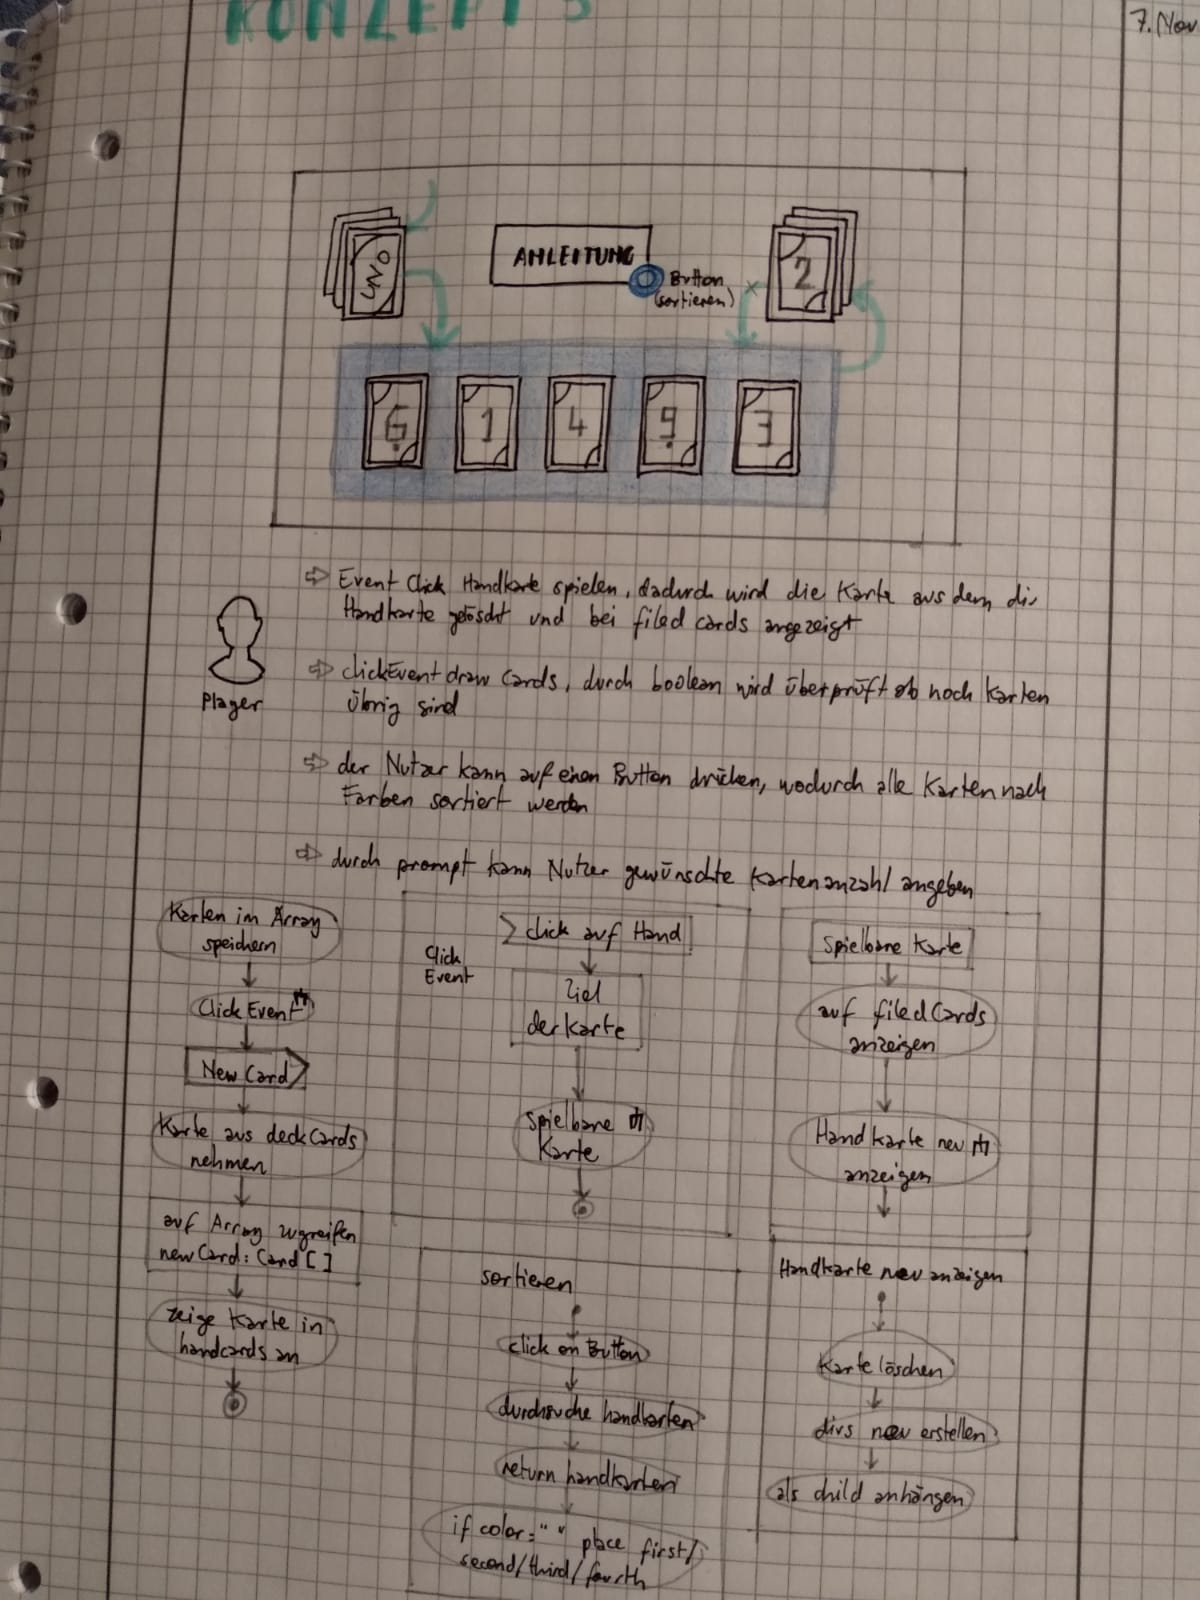 KONZEPT 3
7. Nov
UNO
ANLEITUNG
Button
(sortieren)
2
6. 1 4 9. 3
⇨ Event Click Handkarte spielen, dadurch wird die Karte aus dem div
Handkarte gelöscht und bei filed cards angezeigt
Player
⇨ clickEvent draw Cards, durch boolean wird überprüft ob noch Karten
übrig sind
⇨ der Nutzer kann auf einen Button drücken, wodurch alle Karten nach
Farben sortiert werden
⇨ durch prompt kann Nutzer gewünschte Kartenanzahl angeben
Karten im Array
speichern
Click Event
New Card
Karte aus deckCards
nehmen
auf Array zugreifen
newCard: Card []
zeige Karte in
handcards an
Click
Event
click auf Hand
Ziel
der Karte
spielbare
Karte
spielbare Karte
auf filedCards
anzeigen
Handkarte neu
anzeigen
sortieren
click on Button
durchsuche handkarten
return handkarten
if color = " " place first/
second/third/fourth
Handkarte neu anzeigen
Karte löschen
divs neu erstellen
als child anhängen